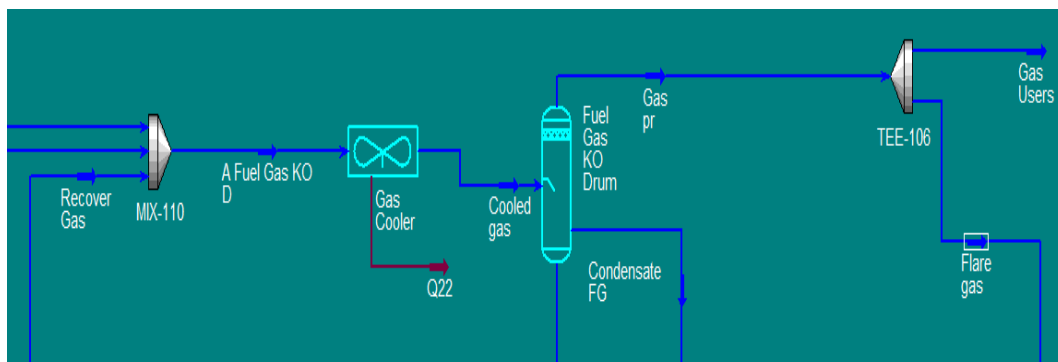 Recover
Gas
MIX-110
A Fuel Gas KO
D
Gas
Cooler
Q22
Cooled
gas
Fuel
Gas
KO
Drum
Condensate
FG
Gas
pr
TEE-106
Gas
Users
Flare
gas